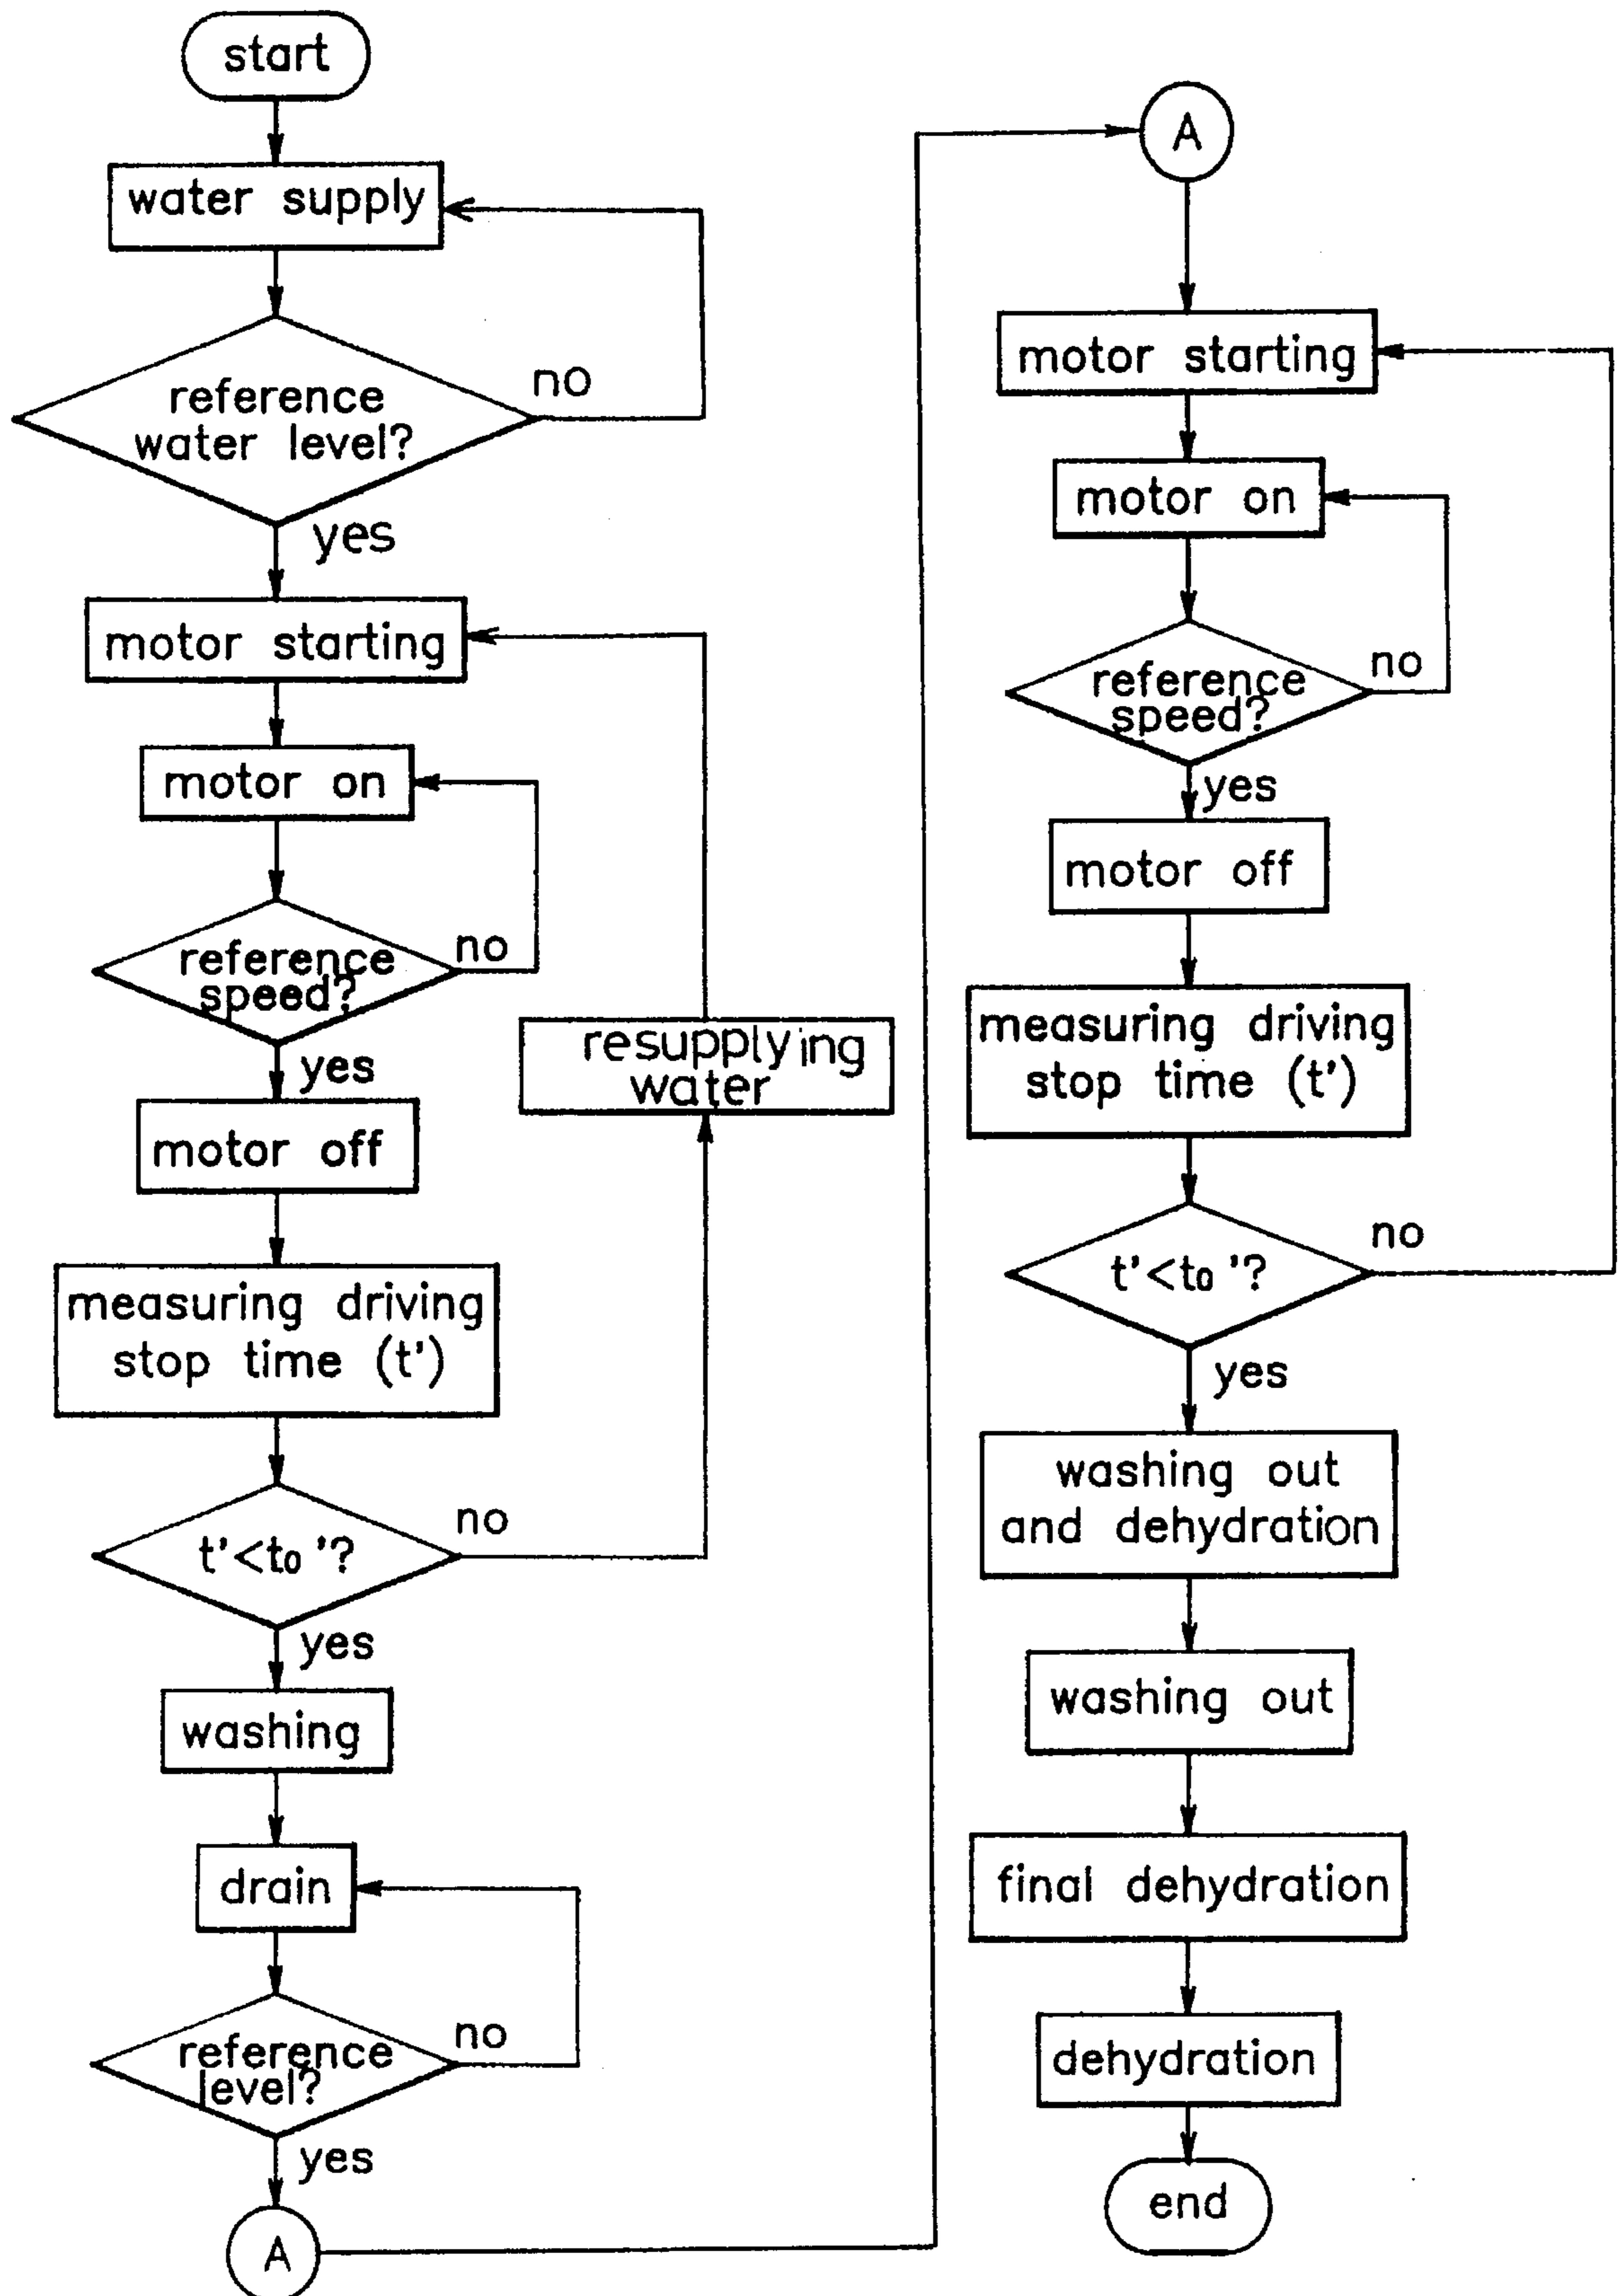 start
water supply
no
reference
water level?
yes
motor starting
motor on
no
reference
speed?
yes
resupplying
water
motor off
measuring driving
stop time (t')
no
t'<to'?
yes
washing
drain
no
reference
level?
yes
A
A
motor starting
motor on
no
reference
speed?
yes
motor off
measuring driving
stop time (t')
no
t'<to'?
yes
washing out
and dehydration
washing out
final dehydration
dehydration
end